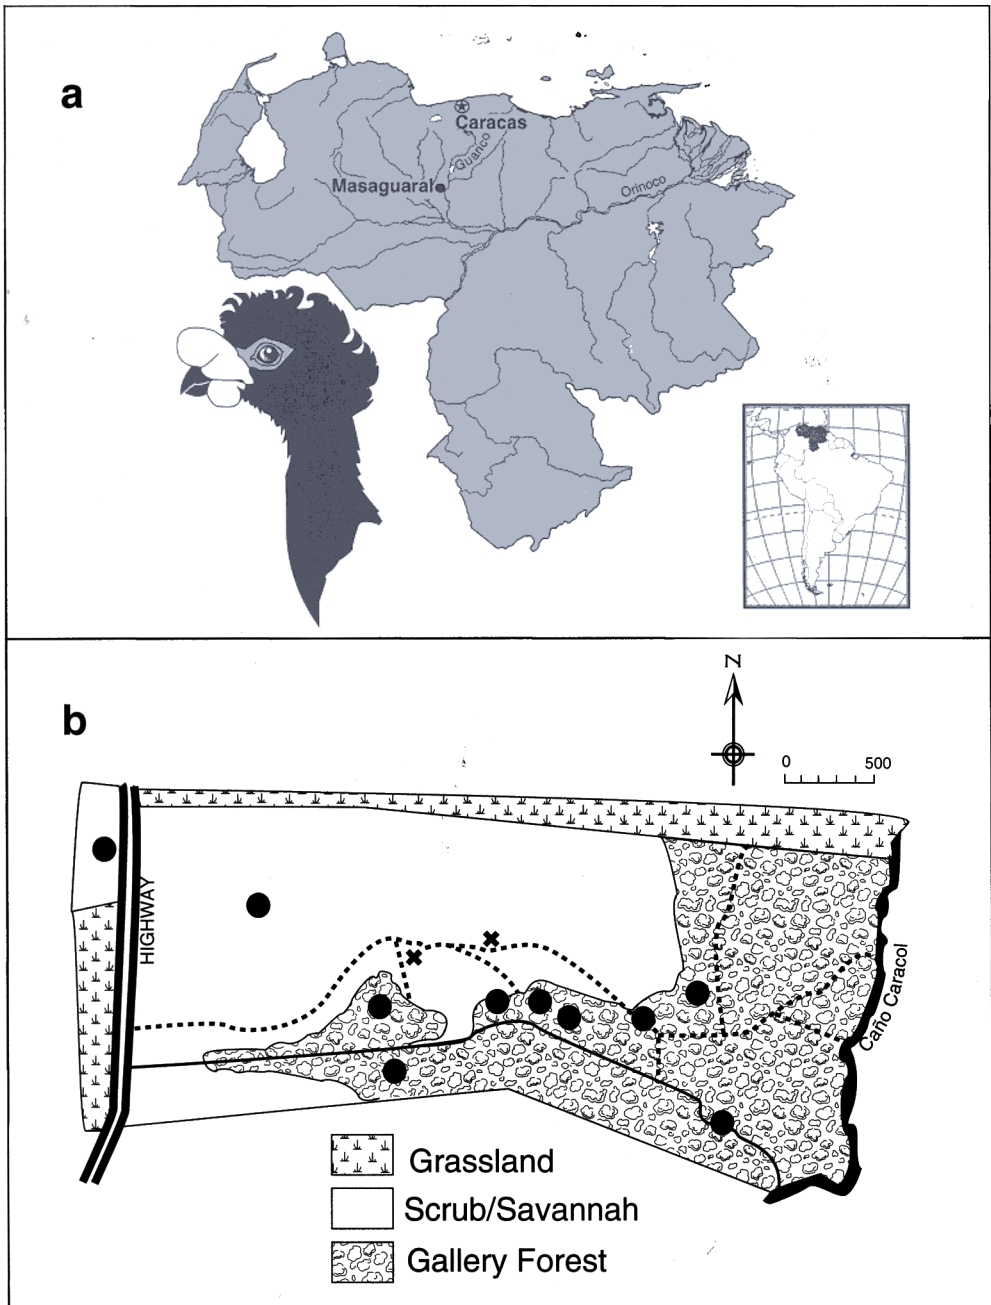 a
Caracas
Guarico
Masaguaral
Orinoco
b
N
0 500
HIGHWAY
Caño Caracol
Grassland
Scrub/Savannah
Gallery Forest